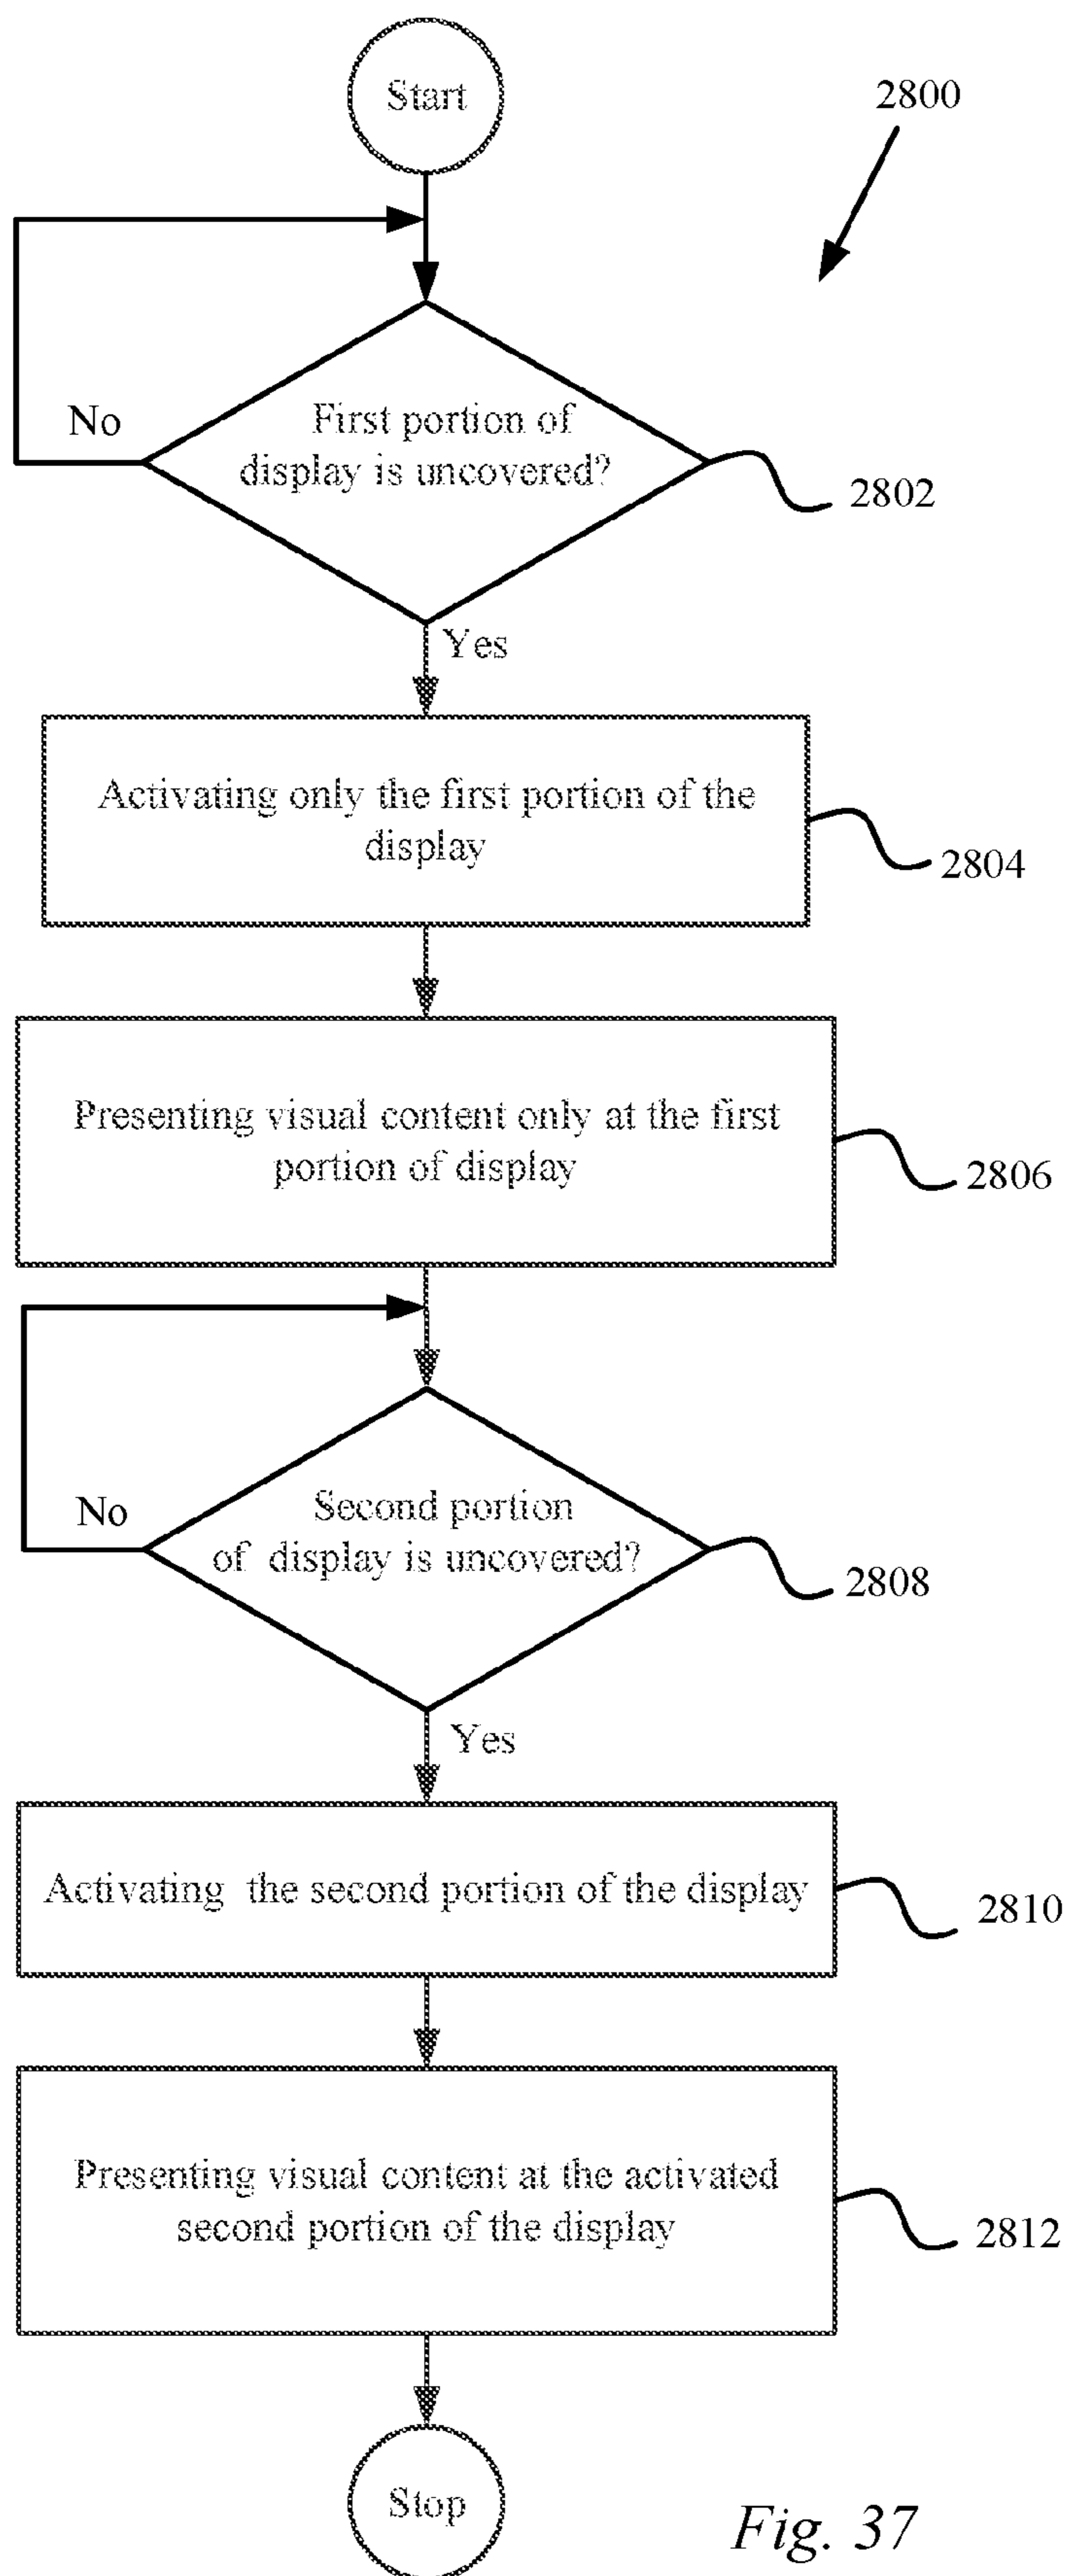 Start
2800
First portion of
display is uncovered?
No
2802
Yes
Activating only the first portion of the
display
2804
Presenting visual content only at the first
portion of display
2806
Second portion
of display is uncovered?
No
2808
Yes
Activating the second portion of the display
2810
Presenting visual content at the activated
second portion of the display
2812
Stop
Fig. 37